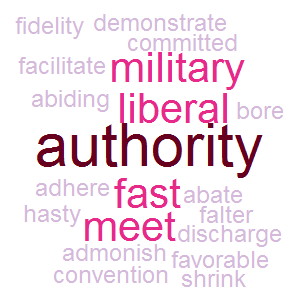 fidelity demonstrate
committed
facilitate military
abiding liberal bore
authority
adhere fast abate
hasty meet falter
discharge
admonish favorable
convention shrink